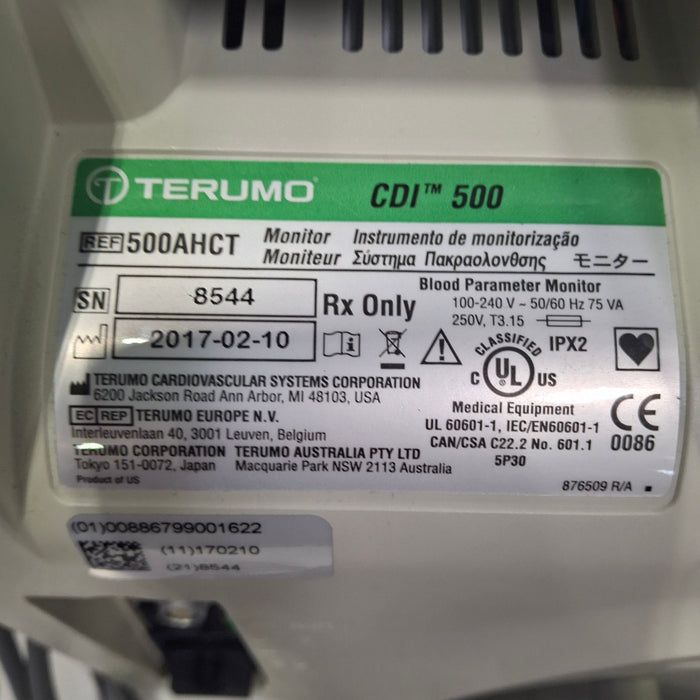 TERUMO® CDI™ 500
REF 500AHCT
Monitor Instrumento de monitorização
Moniteur Σύστημα Πακραολονθσης モニター
SN 8544
Rx Only
2017-02-10
Blood Parameter Monitor
100-240 V ~ 50/60 Hz 75 VA
250V, T3.15
CLASSIFIED
C UL US
IPX2
TERUMO CARDIOVASCULAR SYSTEMS CORPORATION
6200 Jackson Road Ann Arbor, MI 48103, USA
EC REP TERUMO EUROPE N.V.
Interleuvenlaan 40, 3001 Leuven, Belgium
TERUMO CORPORATION TERUMO AUSTRALIA PTY LTD
Tokyo 151-0072, Japan Macquarie Park NSW 2113 Australia
Product of US
Medical Equipment
UL 60601-1, IEC/EN60601-1
CAN/CSA C22.2 No. 601.1
5P30
CE
0086
876509 R/A
(01)00886799001622
(11)170210
(21)8544